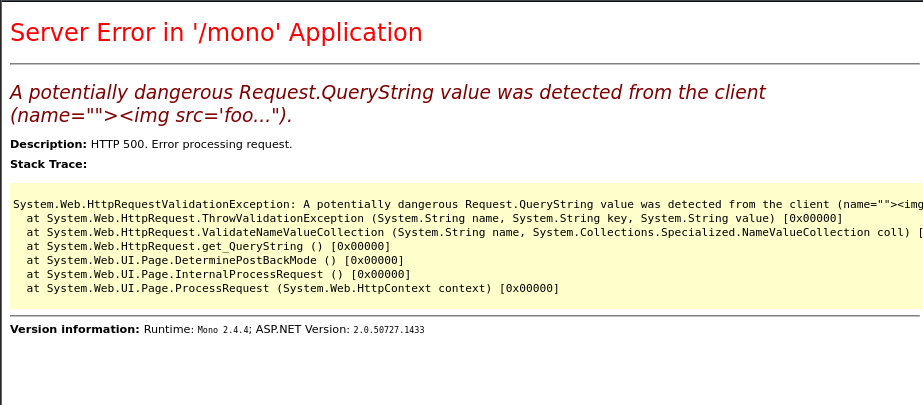 Server Error in '/mono' Application
A potentially dangerous Request.QueryString value was detected from the client
(name=""><img src='foo...").
Description: HTTP 500. Error processing request.
Stack Trace:
System.Web.HttpRequestValidationException: A potentially dangerous Request.QueryString value was detected from the client (name=""><img
at System.Web.HttpRequest.ThrowValidationException (System.String name, System.String key, System.String value) [0x00000]
at System.Web.HttpRequest.ValidateNameValueCollection (System.String name, System.Collections.Specialized.NameValueCollection coll) [
at System.Web.HttpRequest.get_QueryString () [0x00000]
at System.Web.UI.Page.DeterminePostBackMode () [0x00000]
at System.Web.UI.Page.InternalProcessRequest () [0x00000]
at System.Web.UI.Page.ProcessRequest (System.Web.HttpContext context) [0x00000]
Version information: Runtime: Mono 2.4.4; ASP.NET Version: 2.0.50727.1433